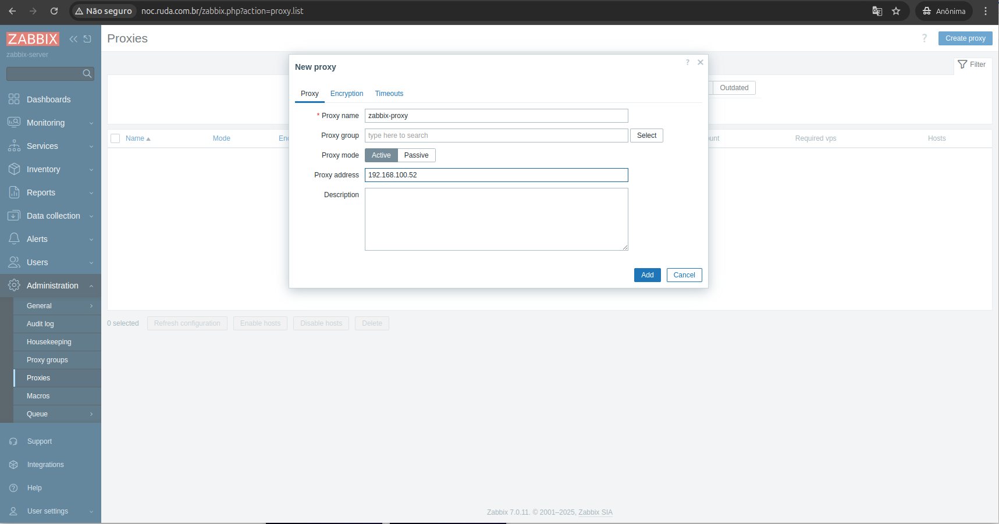 Não seguro
noc.ruda.com.br/zabbix.php?action=proxy.list
Anônima
ZABBIX
zabbix-server
Dashboards
Monitoring
Services
Inventory
Reports
Data collection
Alerts
Users
Administration
General
Audit log
Housekeeping
Proxy groups
Proxies
Macros
Queue
Support
Integrations
Help
User settings
Proxies
? Create proxy
Filter
Outdated
Name Mode Required vps Hosts
New proxy
?
Proxy Encryption Timeouts
* Proxy name zabbix-proxy
Proxy group type here to search Select
Proxy mode Active Passive
Proxy address 192.168.100.52
Description
Add Cancel
0 selected Refresh configuration Enable hosts Disable hosts Delete
Zabbix 7.0.11. © 2001–2025, Zabbix SIA